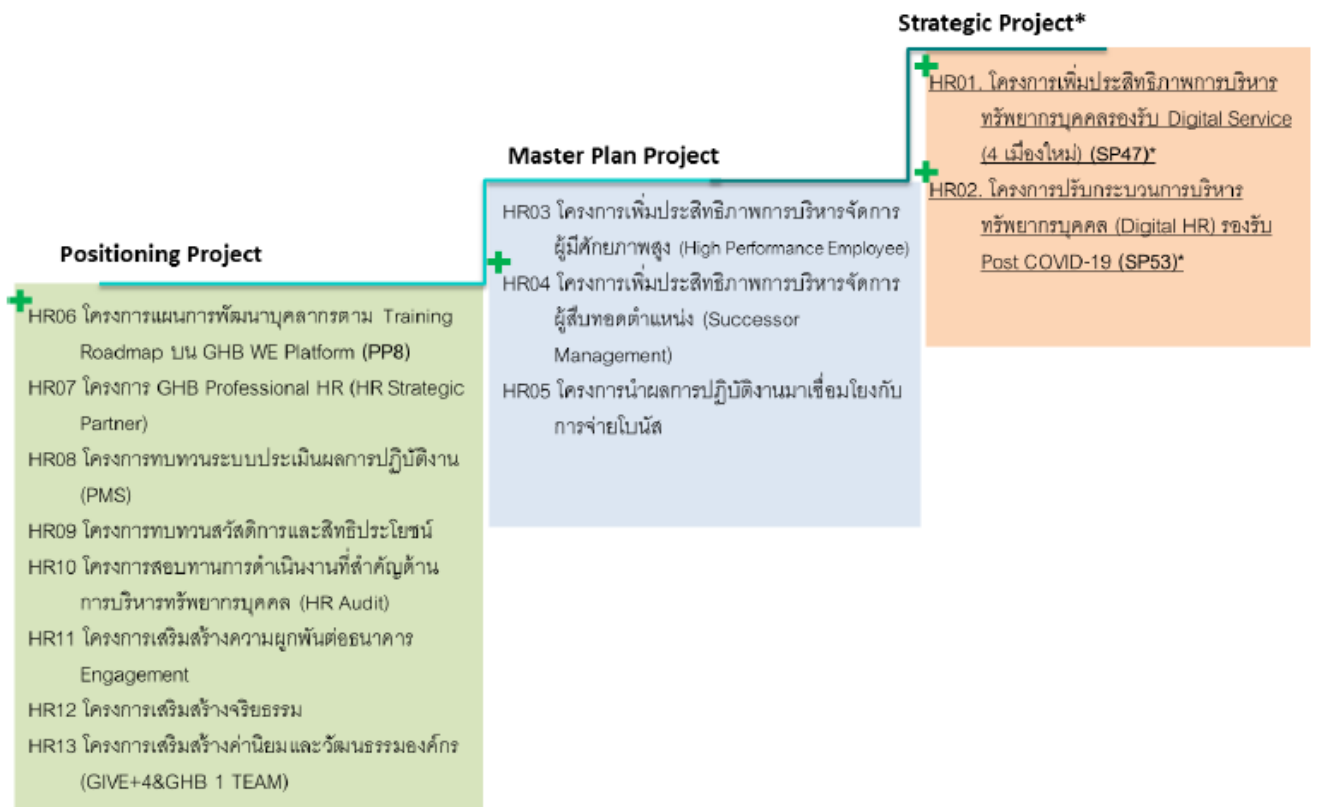 Strategic Project*
HR01. โครงการเพิ่มประสิทธิภาพการบริหาร
ทรัพยากรบุคคลรองรับ Digital Service
(4 เมืองใหม่) (SP47)*
HR02. โครงการปรับกระบวนการบริหาร
ทรัพยากรบุคคล (Digital HR) รองรับ
Post COVID-19 (SP53)*
Master Plan Project
HR03 โครงการเพิ่มประสิทธิภาพการบริหารจัดการ
ผู้มีศักยภาพสูง (High Performance Employee)
HR04 โครงการเพิ่มประสิทธิภาพการบริหารจัดการ
ผู้สืบทอดตำแหน่ง (Successor
Management)
HR05 โครงการนำผลการปฏิบัติงานมาเชื่อมโยงกับ
การจ่ายโบนัส
Positioning Project
HR06 โครงการแผนการพัฒนาบุคลากรตาม Training
Roadmap บน GHB WE Platform (PP8)
HR07 โครงการ GHB Professional HR (HR Strategic
Partner)
HR08 โครงการทบทวนระบบประเมินผลการปฏิบัติงาน
(PMS)
HR09 โครงการทบทวนสวัสดิการและสิทธิประโยชน์
HR10 โครงการสอบทานการดำเนินงานที่สำคัญด้าน
การบริหารทรัพยากรบุคคล (HR Audit)
HR11 โครงการเสริมสร้างความผูกพันต่อธนาคาร
Engagement
HR12 โครงการเสริมสร้างจริยธรรม
HR13 โครงการเสริมสร้างค่านิยมและวัฒนธรรมองค์กร
(GIVE+4&GHB 1 TEAM)